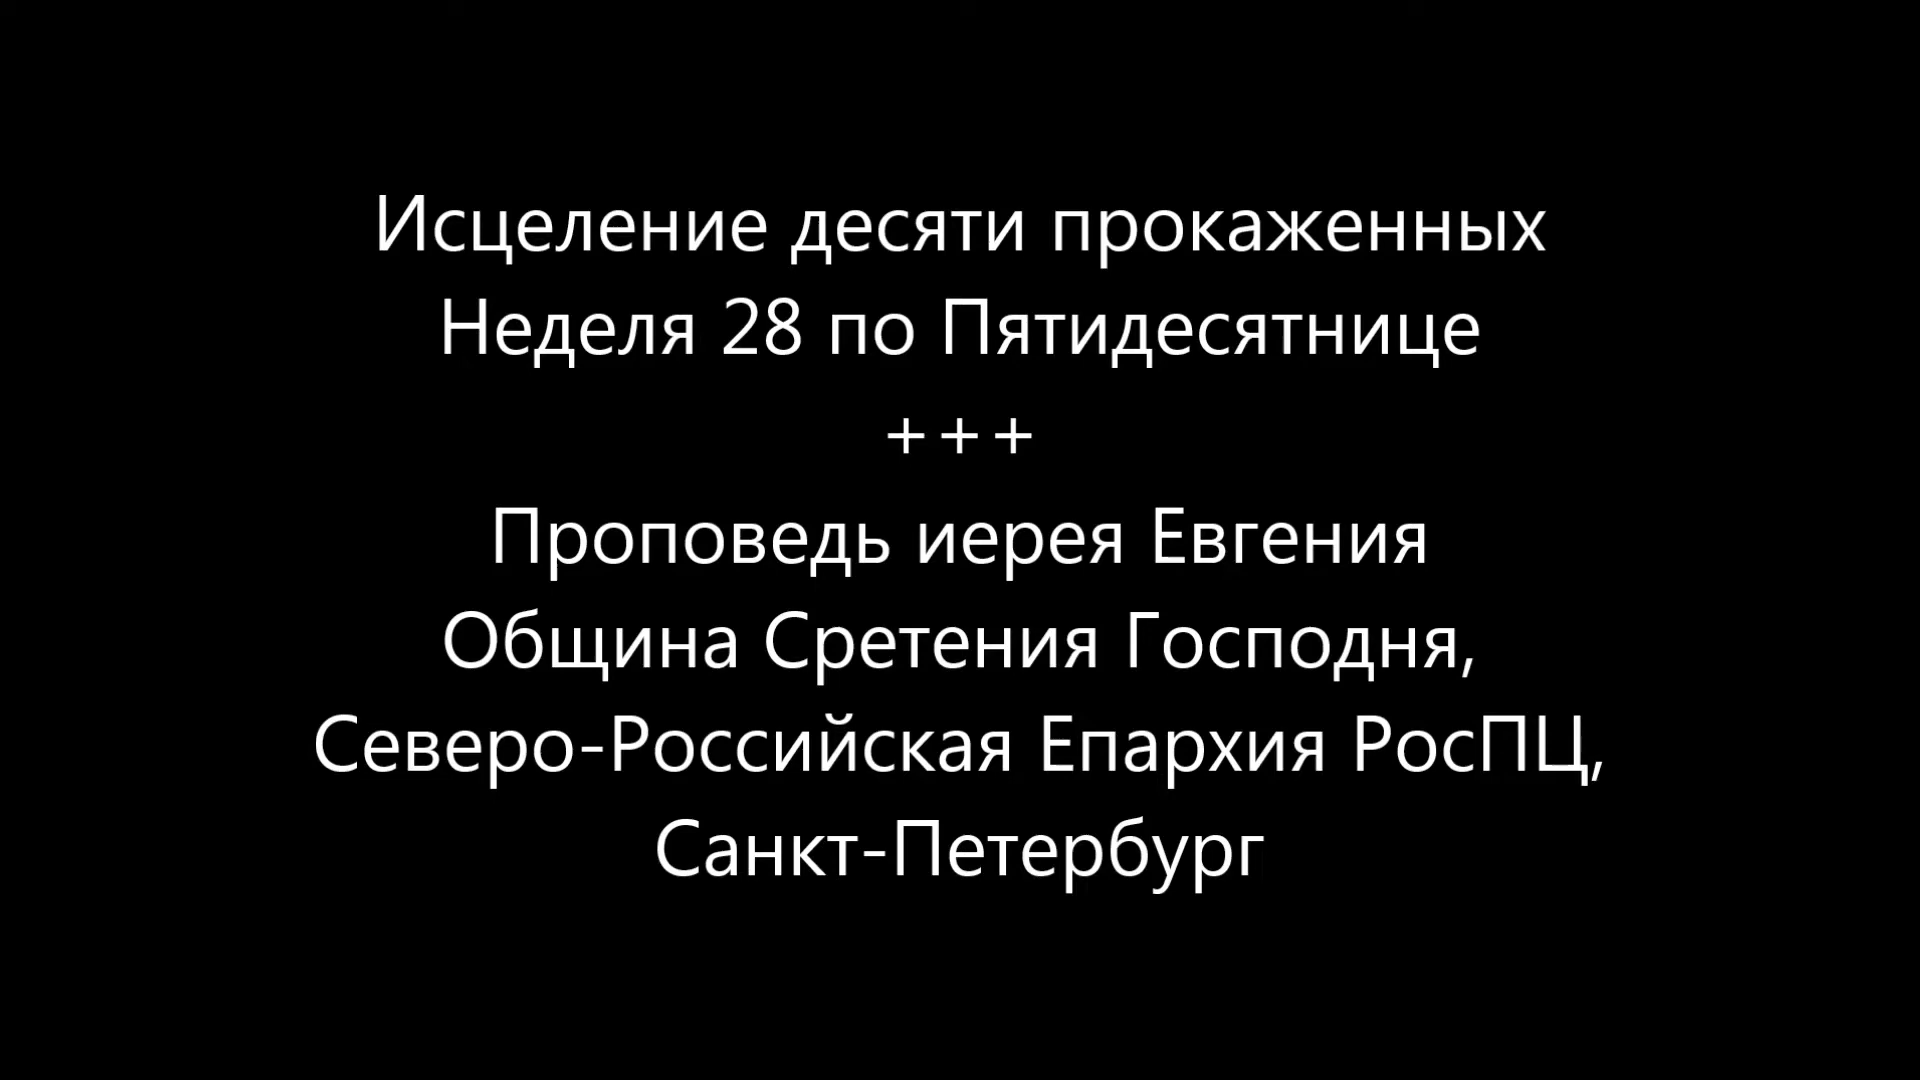 Исцеление десяти прокаженных
Неделя 28 по Пятидесятнице
+++
Проповедь иерея Евгения
Община Сретения Господня,
Северо-Российская Епархия РосПЦ,
Санкт-Петербург